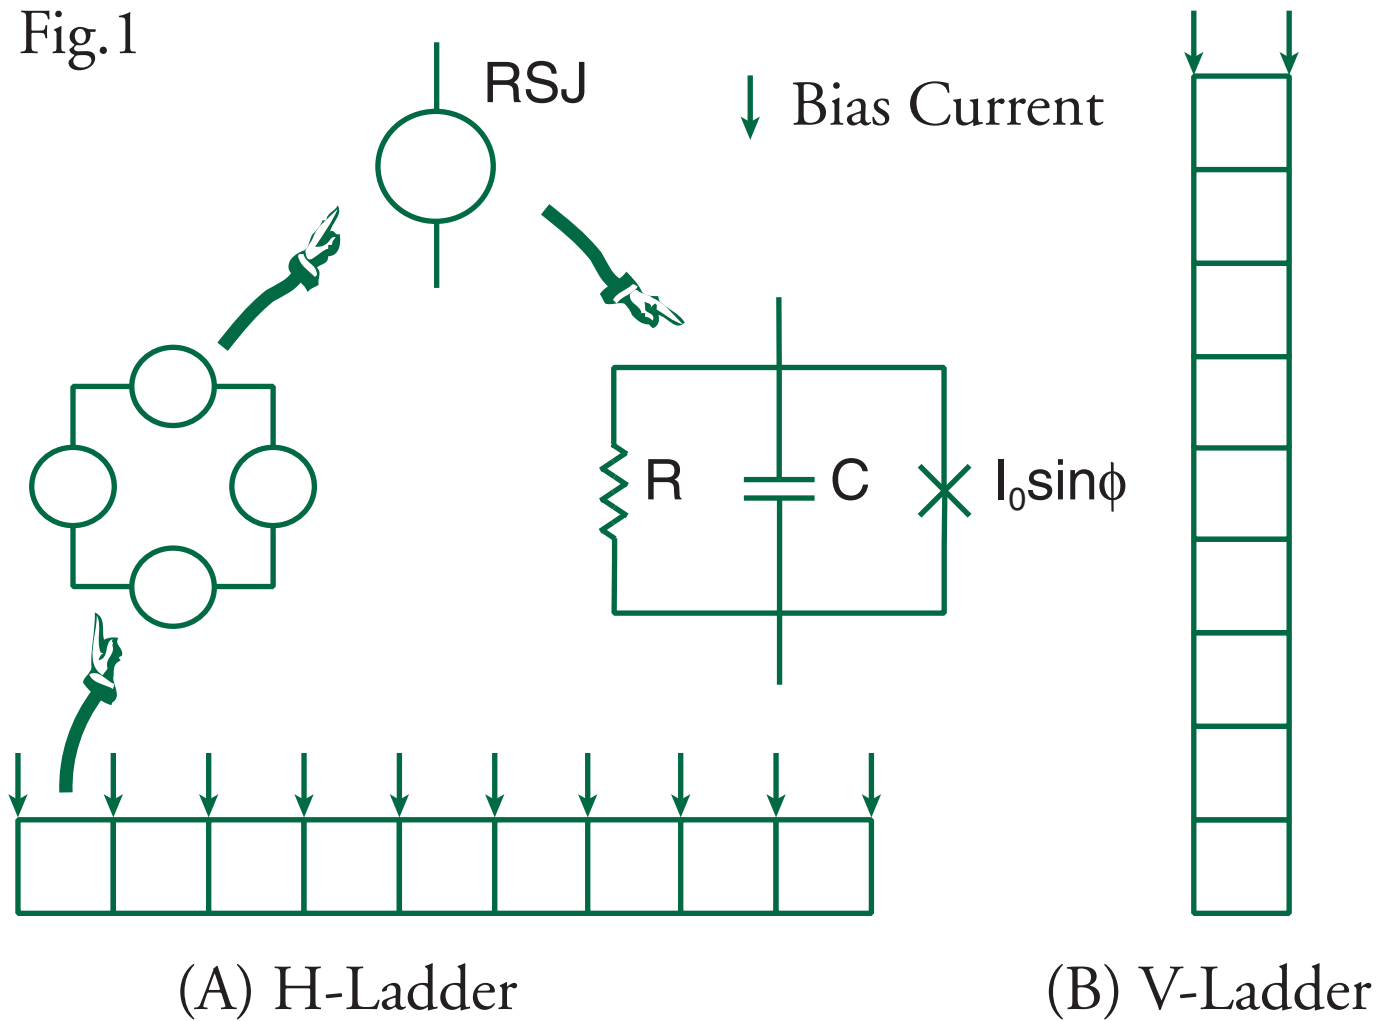 Fig.1
RSJ
Bias Current
R
C
I₀sinϕ
(A) H-Ladder
(B) V-Ladder